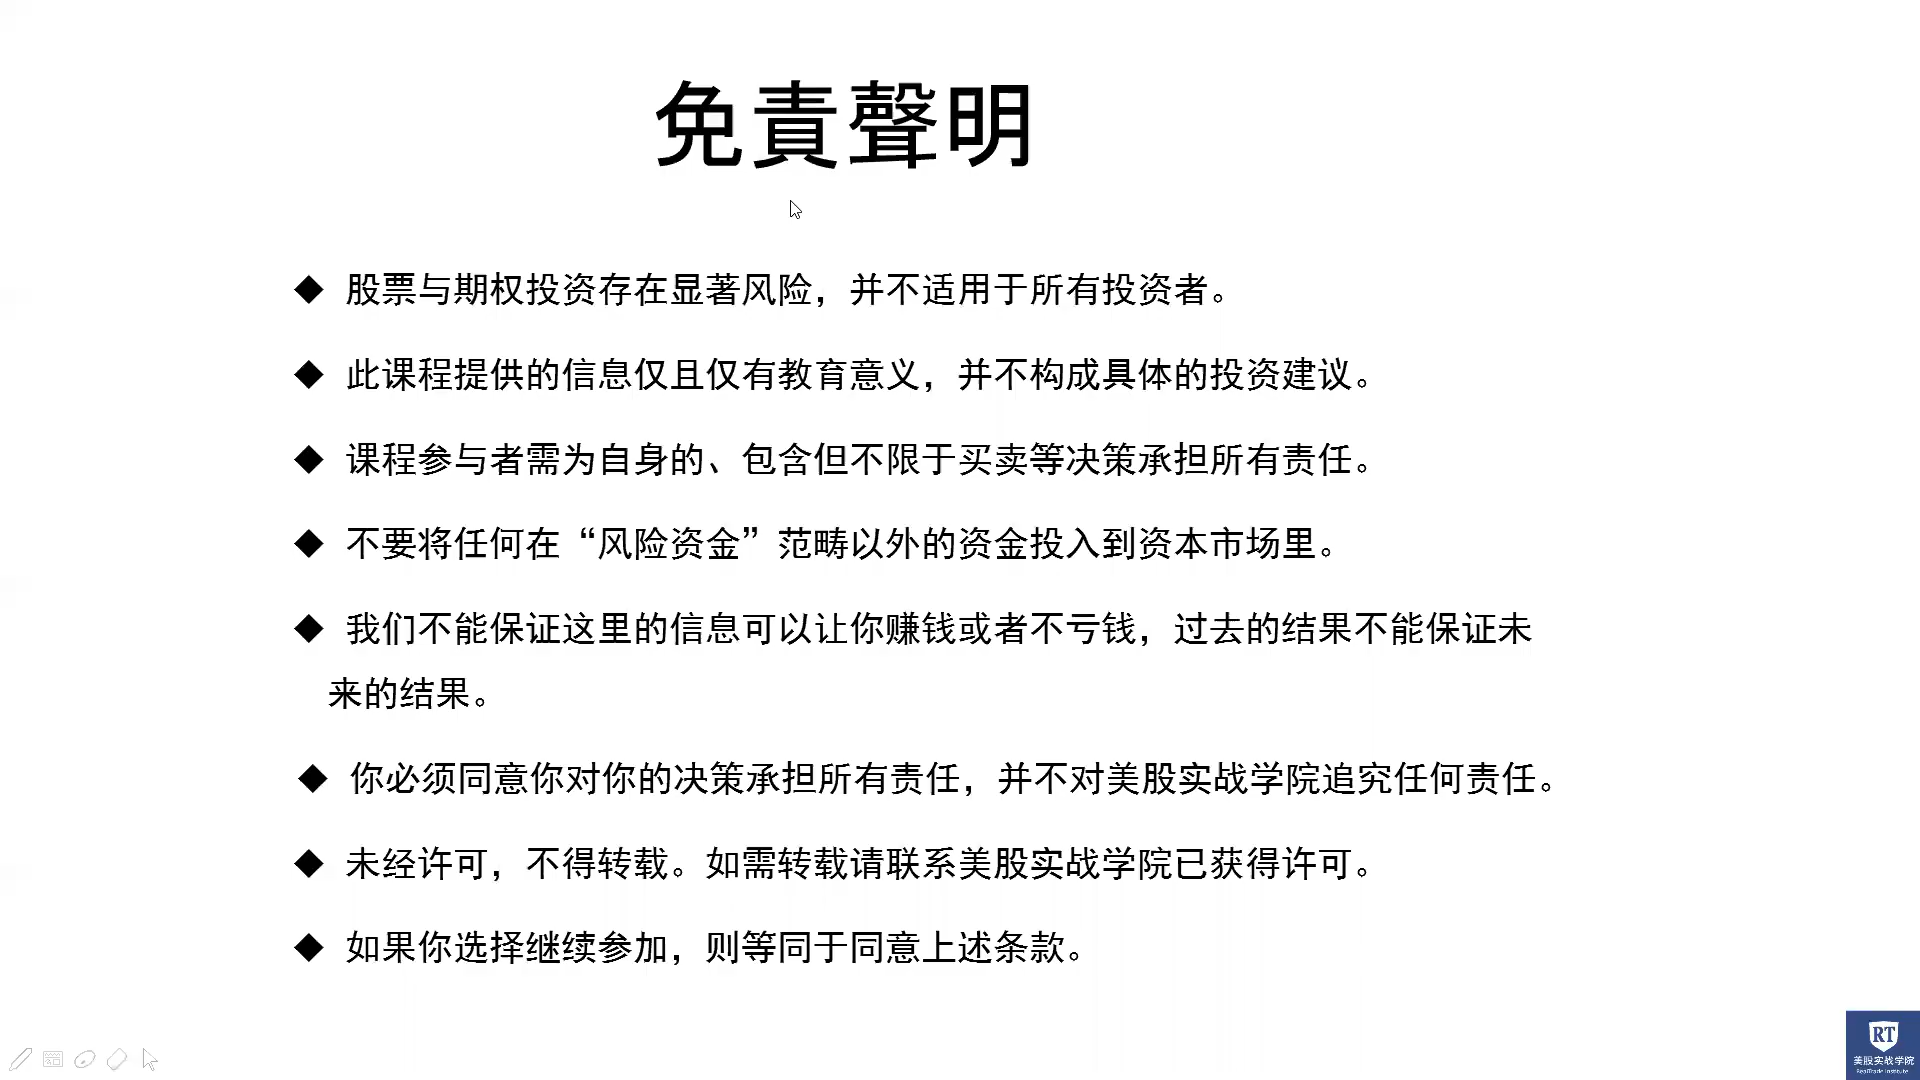 免責聲明
◆ 股票与期权投资存在显著风险，并不适用于所有投资者。
◆ 此课程提供的信息仅且仅有教育意义，并不构成具体的投资建议。
◆ 课程参与者需为自身的、包含但不限于买卖等决策承担所有责任。
◆ 不要将任何在“风险资金”范畴以外的资金投入到资本市场里。
◆ 我们不能保证这里的信息可以让你赚钱或者不亏钱，过去的结果不能保证未
来的结果。
◆ 你必须同意你对你的决策承担所有责任，并不对美股实战学院追究任何责任。
◆ 未经许可，不得转载。如需转载请联系美股实战学院已获得许可。
◆ 如果你选择继续参加，则等同于同意上述条款。
RT
美股实战学院
RealTrade Institute